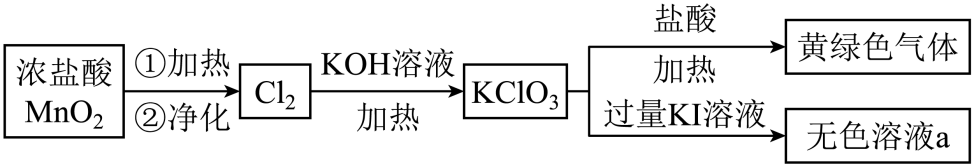 浓盐酸
MnO₂
①加热
②净化
Cl₂
KOH溶液
加热
KClO₃
盐酸
加热
黄绿色气体
过量KI溶液
无色溶液a